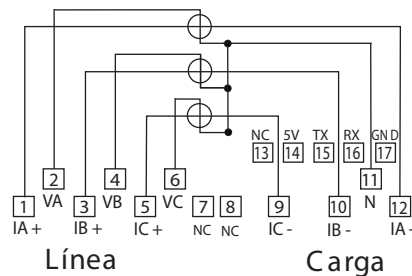 NC 5V TX RX GND
13 14 15 16 17
2 4 6 11
VA VB VC N
1 3 5 7 8 9 10 12
IA + IB + IC + NC NC IC - IB - IA -
Línea Carga